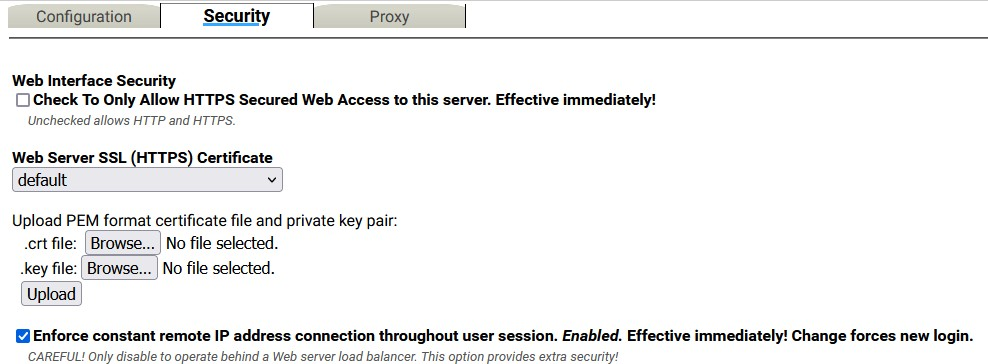 Configuration Security Proxy
Web Interface Security
Check To Only Allow HTTPS Secured Web Access to this server. Effective immediately!
Unchecked allows HTTP and HTTPS.
Web Server SSL (HTTPS) Certificate
default
Upload PEM format certificate file and private key pair:
.crt file: Browse... No file selected.
.key file: Browse... No file selected.
Upload
Enforce constant remote IP address connection throughout user session. Enabled. Effective immediately! Change forces new login.
CAREFUL! Only disable to operate behind a Web server load balancer. This option provides extra security!